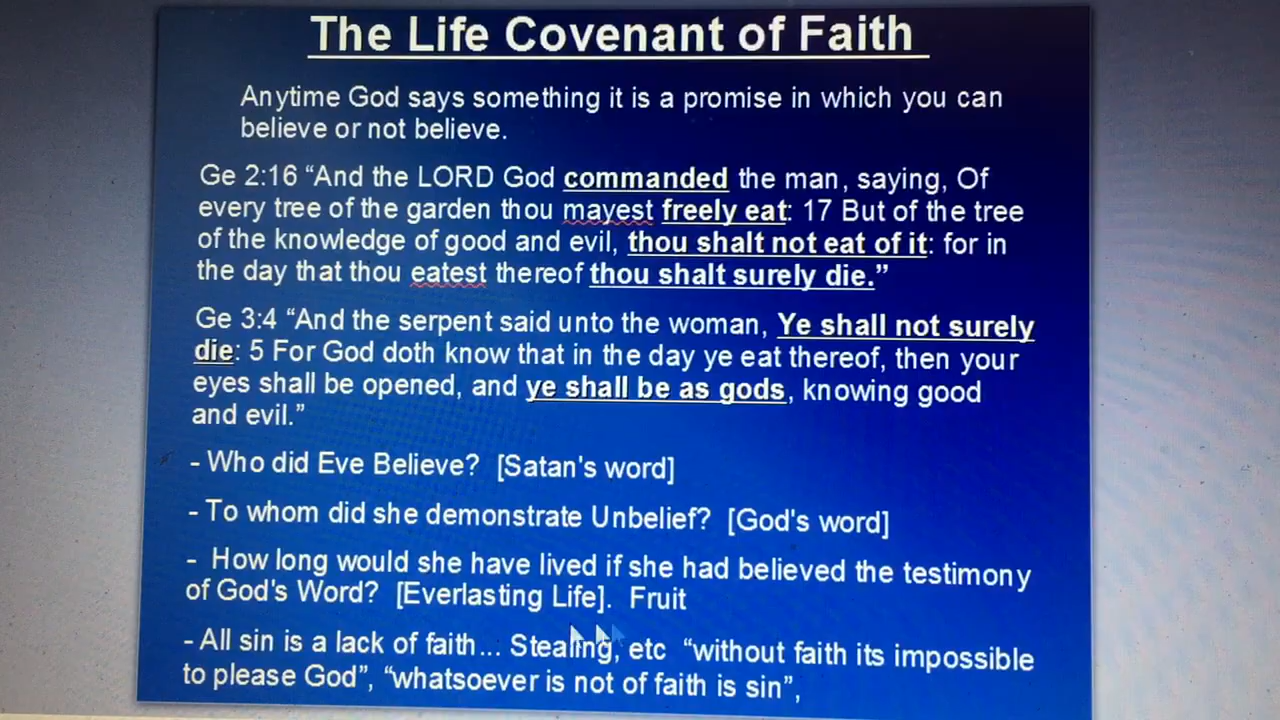 The Life Covenant of Faith
Anytime God says something it is a promise in which you can
believe or not believe.
Ge 2:16 “And the LORD God commanded the man, saying, Of
every tree of the garden thou mayest freely eat: 17 But of the tree
of the knowledge of good and evil, thou shalt not eat of it: for in
the day that thou eatest thereof thou shalt surely die.”
Ge 3:4 “And the serpent said unto the woman, Ye shall not surely
die: 5 For God doth know that in the day ye eat thereof, then your
eyes shall be opened, and ye shall be as gods, knowing good
and evil.”
- Who did Eve Believe? [Satan's word]
- To whom did she demonstrate Unbelief? [God's word]
- How long would she have lived if she had believed the testimony
of God's Word? [Everlasting Life]. Fruit
- All sin is a lack of faith... Stealing, etc “without faith its impossible
to please God”, “whatsoever is not of faith is sin”,